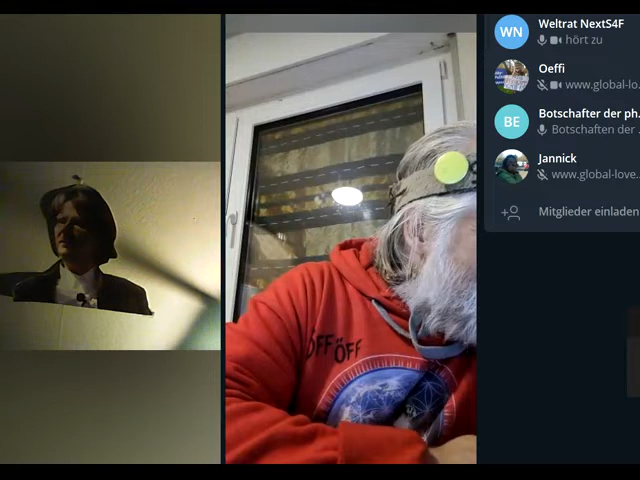 WN
Weltrat NextS4F
hört zu
Oeffi
www.global-lo...
BE
Botschafter der ph...
Botschaften der ...
Jannick
www.global-love...
Mitglieder einladen
ÖFF ÖFF